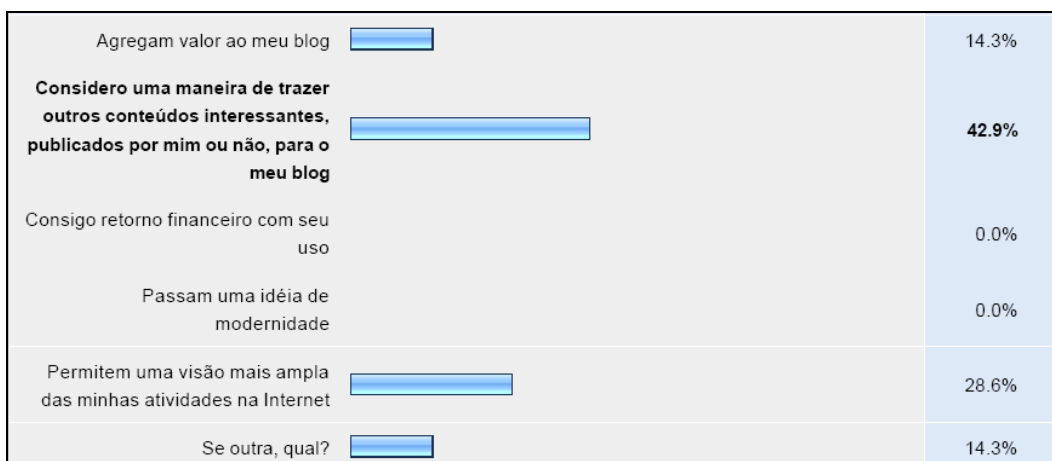 Agregam valor ao meu blog 14.3%
Considero uma maneira de trazer
outros conteúdos interessantes,
publicados por mim ou não, para o
meu blog
42.9%
Consigo retorno financeiro com seu
uso
0.0%
Passam uma idéia de
modernidade
0.0%
Permitem uma visão mais ampla
das minhas atividades na Internet
28.6%
Se outra, qual? 14.3%